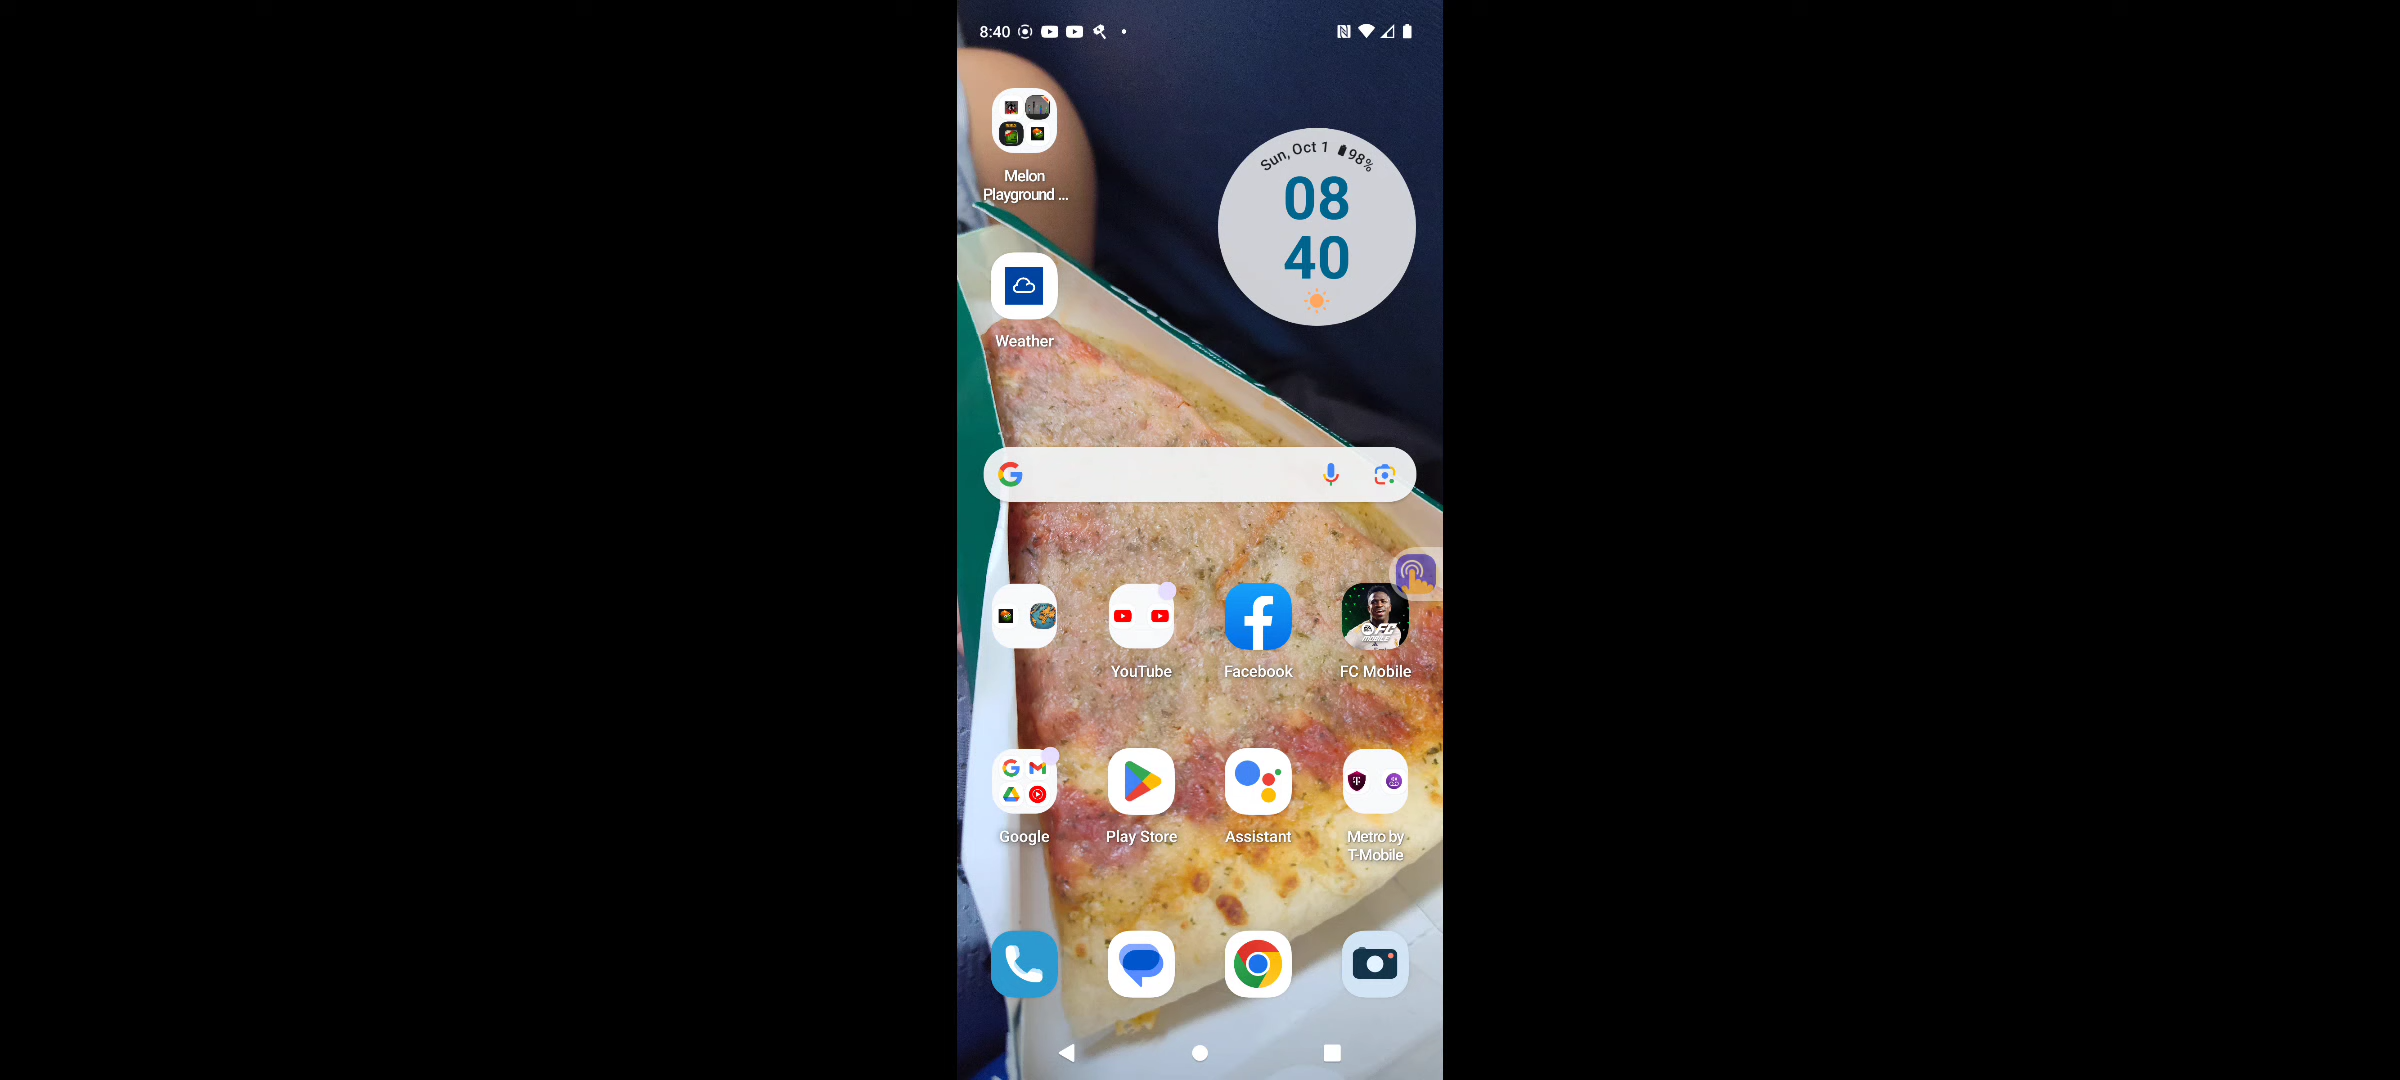 8:40
Sun, Oct 1 98%
08
40
Melon
Playground ...
Weather
YouTube
Facebook
FC Mobile
Google
Play Store
Assistant
Metro by
T-Mobile